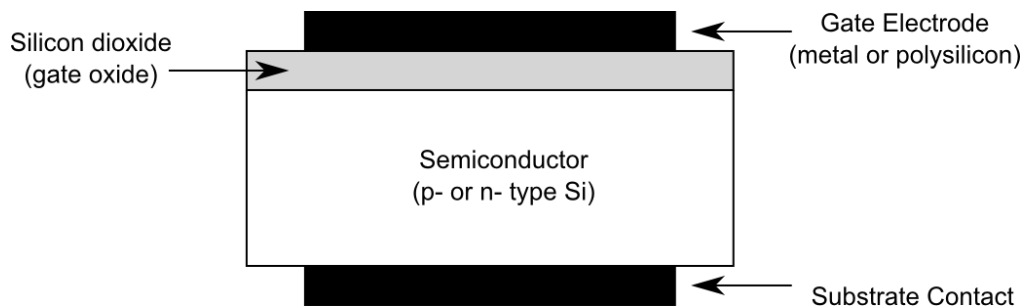 Silicon dioxide
(gate oxide)
Gate Electrode
(metal or polysilicon)
Semiconductor
(p- or n- type Si)
Substrate Contact